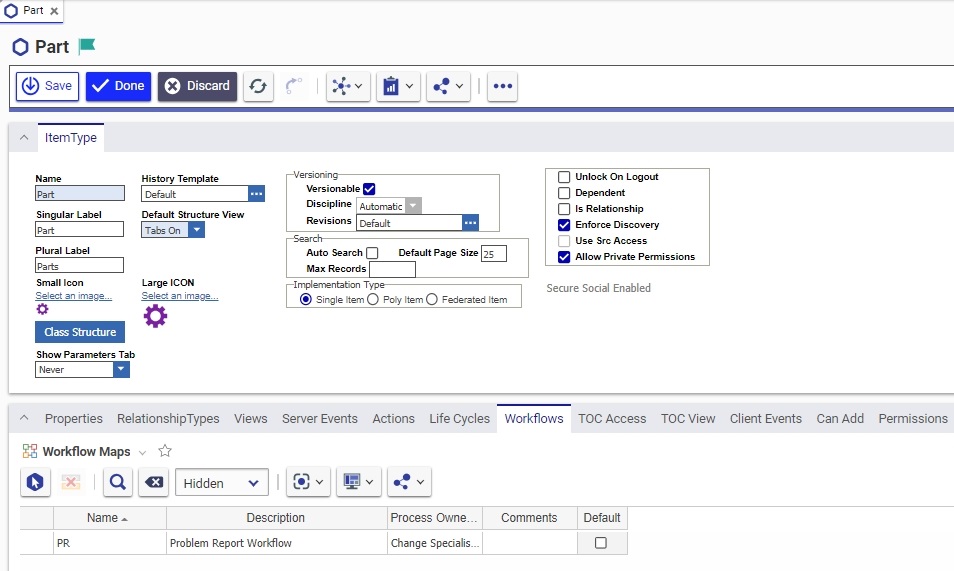 Part
Part
Save Done Discard
ItemType
Name History Template
Part Default
Singular Label Default Structure View
Part Tabs On
Plural Label
Parts
Small Icon Large ICON
Select an image... Select an image...
Class Structure
Show Parameters Tab
Never
Versioning
Versionable
Discipline Automatic
Revisions Default
Search
Auto Search Default Page Size 25
Max Records
Implementation Type
Single Item Poly Item Federated Item
Unlock On Logout
Dependent
Is Relationship
Enforce Discovery
Use Src Access
Allow Private Permissions
Secure Social Enabled
Properties RelationshipTypes Views Server Events Actions Life Cycles Workflows TOC Access TOC View Client Events Can Add Permissions
Workflow Maps
Hidden
Name Description Process Owne... Comments Default
PR Problem Report Workflow Change Specialis...